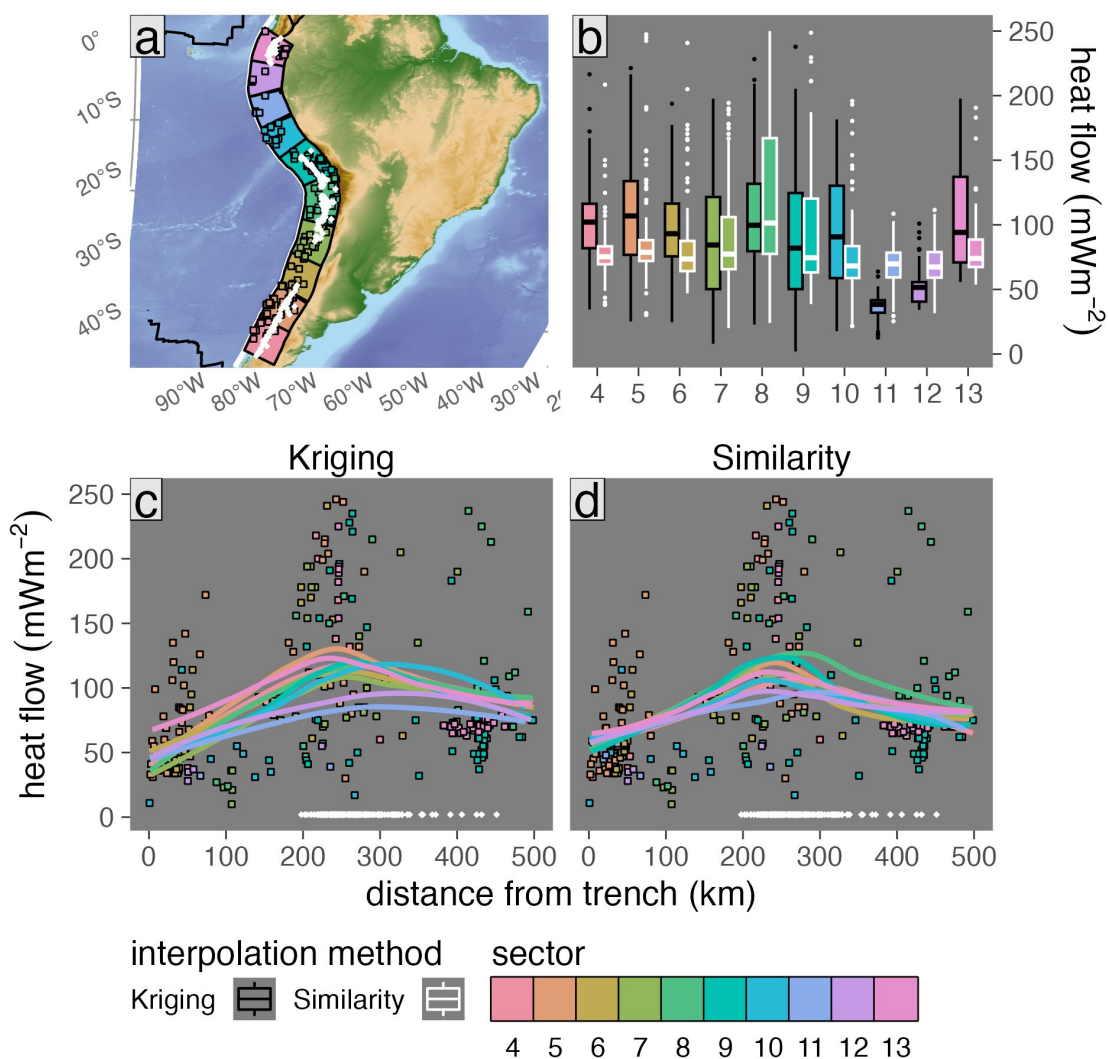 a
0°
10°S
20°S
30°S
40°S
90°W
80°W
70°W
60°W
50°W
40°W
30°W
b
250
200
150
100
50
0
heat flow (mWm−2)
4 5 6 7 8 9 10 11 12 13
Kriging
Similarity
c
d
heat flow (mWm−2)
250
200
150
100
50
0
0 100 200 300 400 500
0 100 200 300 400 500
distance from trench (km)
interpolation method
Kriging
Similarity
sector
4 5 6 7 8 9 10 11 12 13